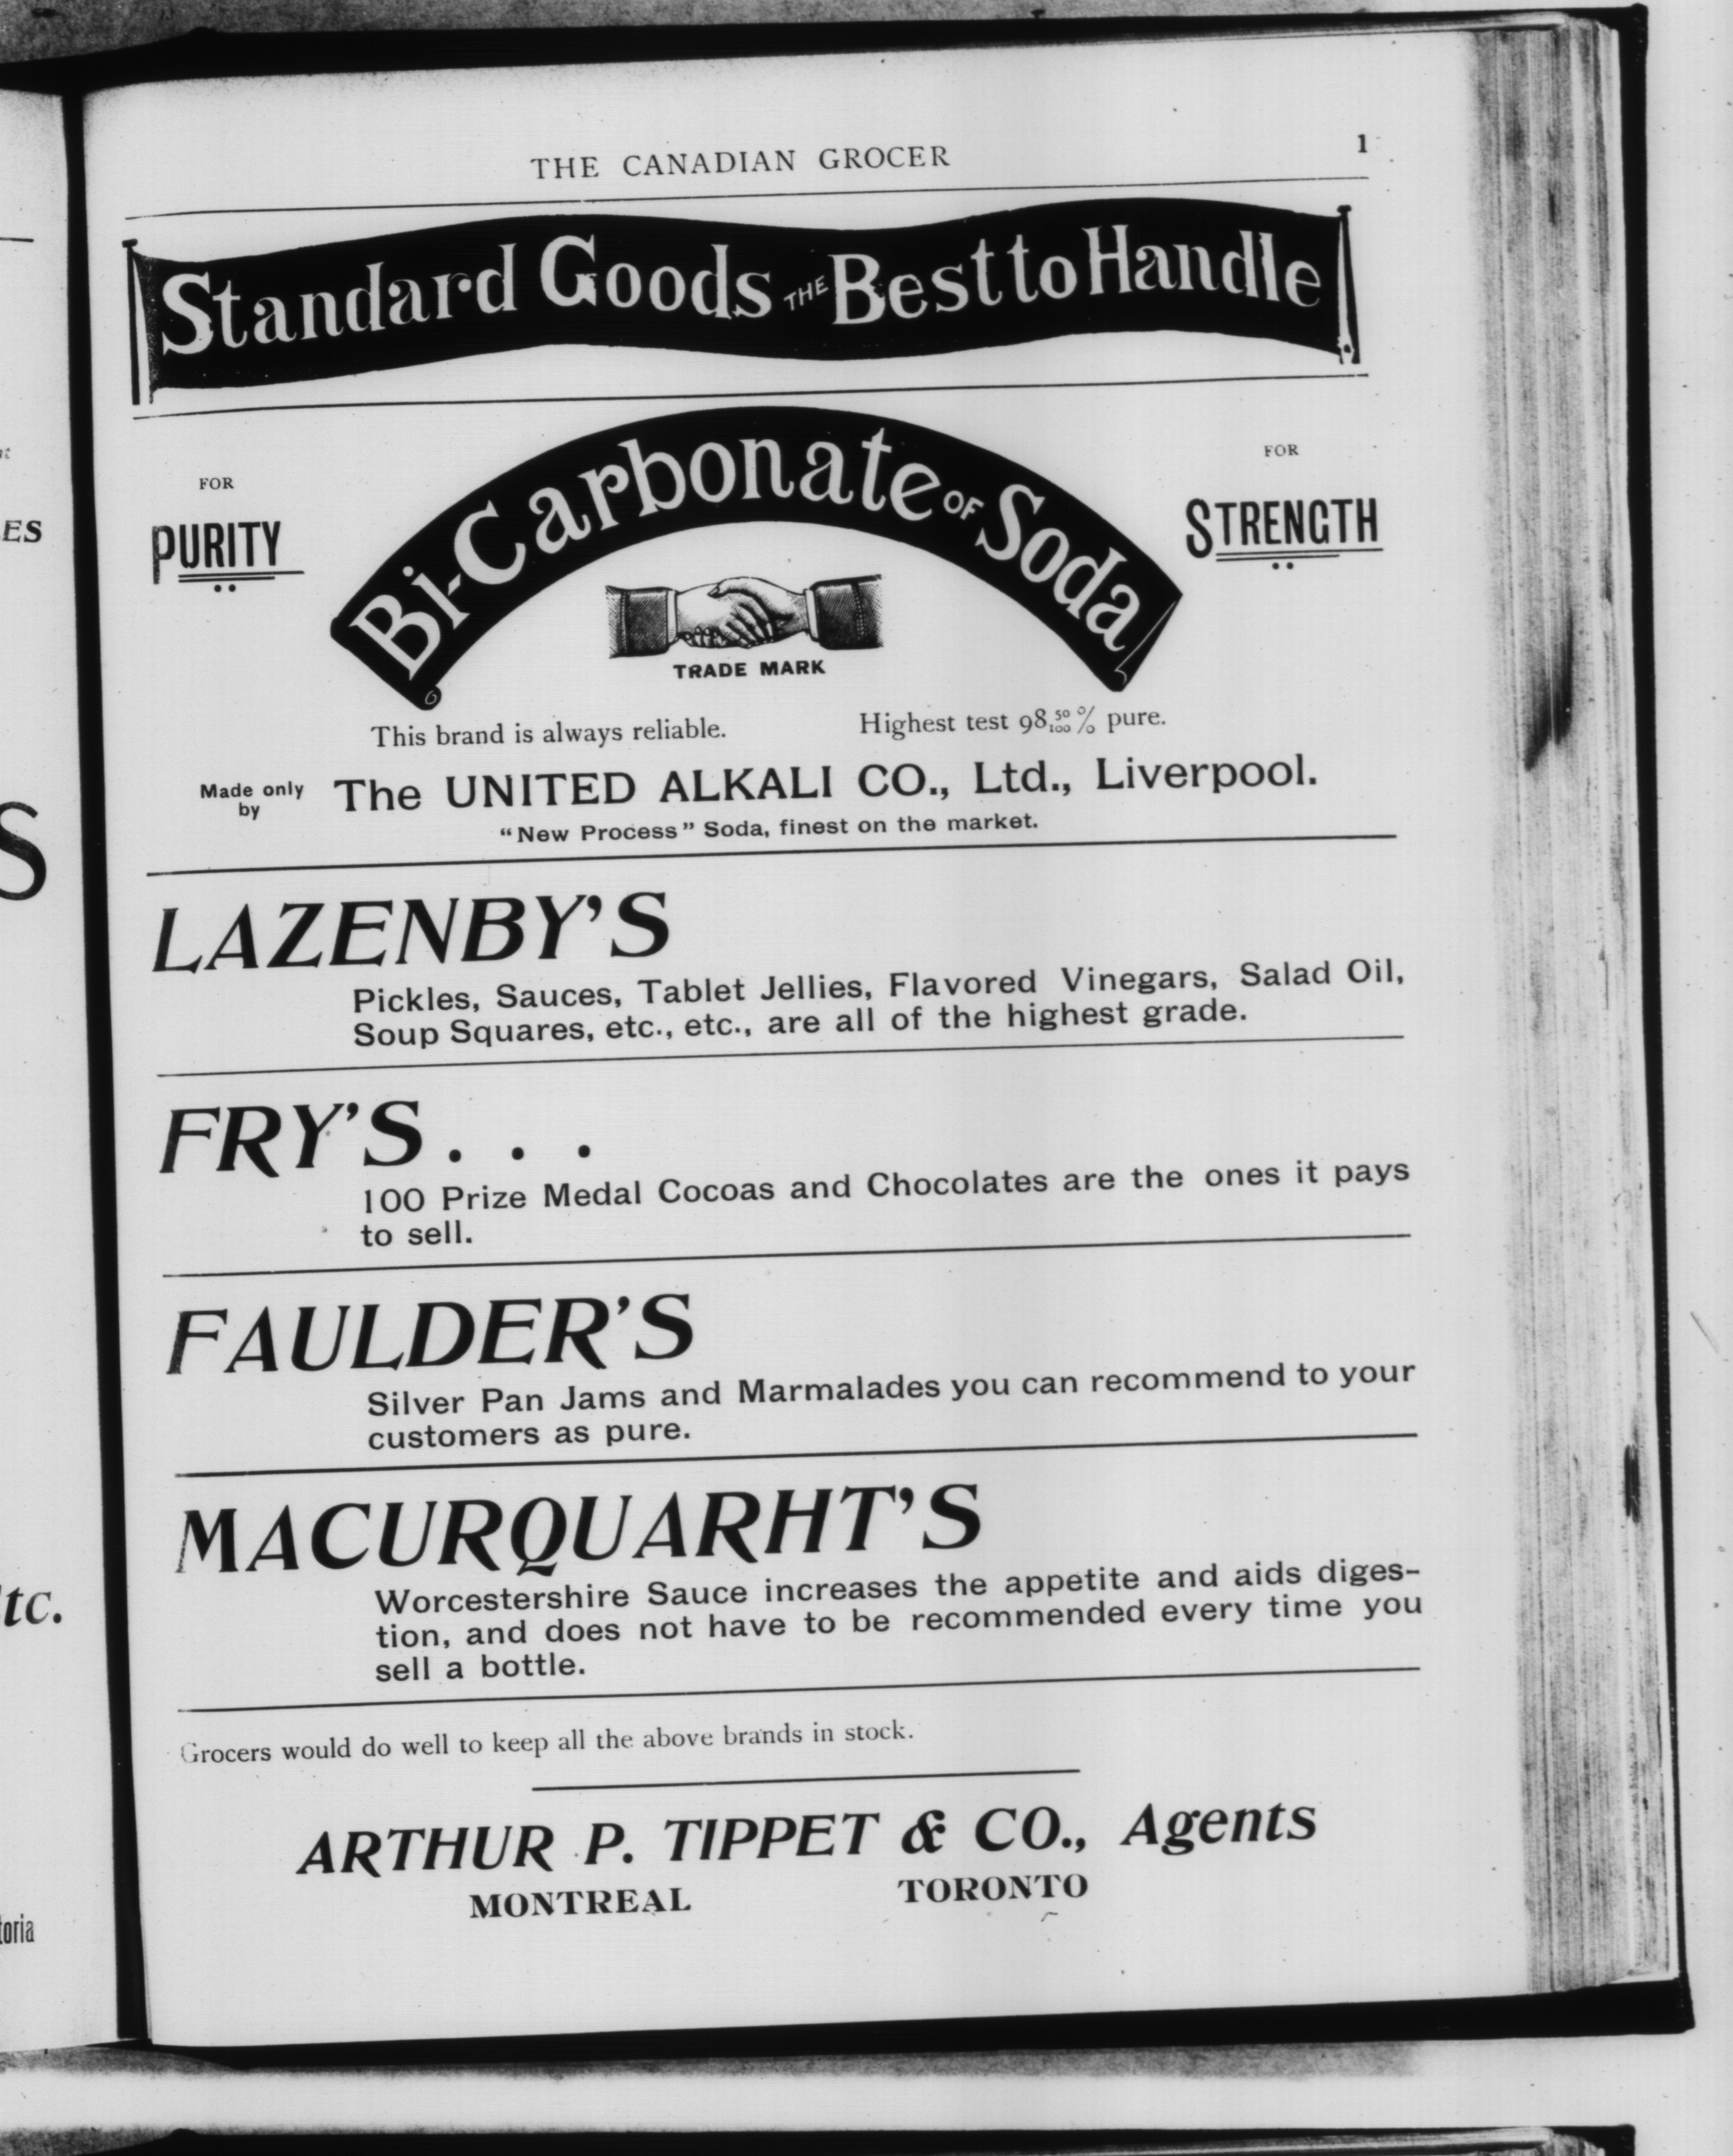 THE CANADIAN GROCER 1
Standard Goods THE Best to Handle
FOR
PURITY
Bi-Carbonate OF Soda
FOR
STRENGTH
TRADE MARK
This brand is always reliable. Highest test 98 50/100 % pure.
Made only by The UNITED ALKALI CO., Ltd., Liverpool.
"New Process" Soda, finest on the market.
LAZENBY'S
Pickles, Sauces, Tablet Jellies, Flavored Vinegars, Salad Oil,
Soup Squares, etc., etc., are all of the highest grade.
FRY'S . . .
100 Prize Medal Cocoas and Chocolates are the ones it pays
to sell.
FAULDER'S
Silver Pan Jams and Marmalades you can recommend to your
customers as pure.
MACURQUARHT'S
Worcestershire Sauce increases the appetite and aids diges-
tion, and does not have to be recommended every time you
sell a bottle.
Grocers would do well to keep all the above brands in stock.
ARTHUR P. TIPPET & CO., Agents
MONTREAL TORONTO